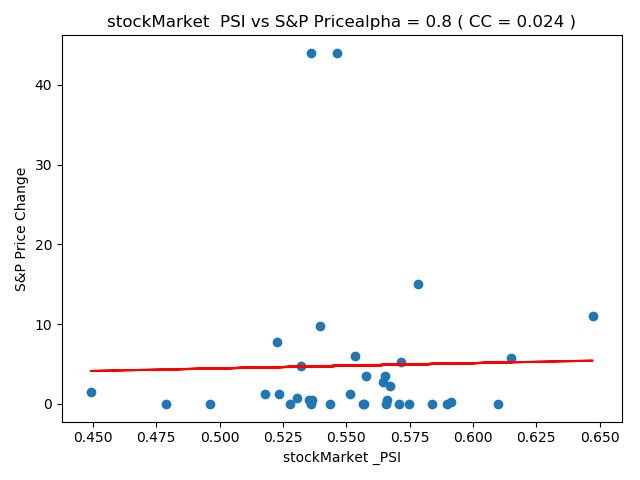 stockMarket  PSI vs S&P Pricealpha = 0.8 ( CC = 0.024 )
S&P Price Change
40
30
20
10
0
0.450 0.475 0.500 0.525 0.550 0.575 0.600 0.625 0.650
stockMarket _PSI